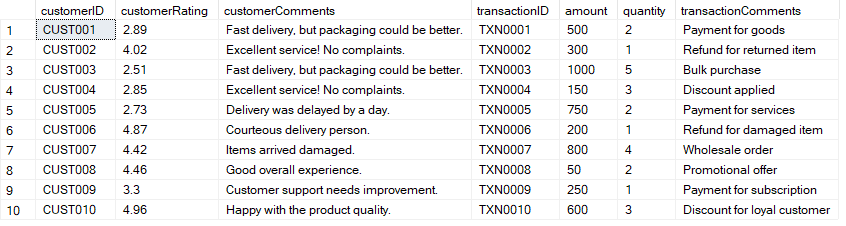 customerID customerRating customerComments transactionID amount quantity transactionComments
1 CUST001 2.89 Fast delivery, but packaging could be better. TXN0001 500 2 Payment for goods
2 CUST002 4.02 Excellent service! No complaints. TXN0002 300 1 Refund for returned item
3 CUST003 2.51 Fast delivery, but packaging could be better. TXN0003 1000 5 Bulk purchase
4 CUST004 2.85 Excellent service! No complaints. TXN0004 150 3 Discount applied
5 CUST005 2.73 Delivery was delayed by a day. TXN0005 750 2 Payment for services
6 CUST006 4.87 Courteous delivery person. TXN0006 200 1 Refund for damaged item
7 CUST007 4.42 Items arrived damaged. TXN0007 800 4 Wholesale order
8 CUST008 4.46 Good overall experience. TXN0008 50 2 Promotional offer
9 CUST009 3.3 Customer support needs improvement. TXN0009 250 1 Payment for subscription
10 CUST010 4.96 Happy with the product quality. TXN0010 600 3 Discount for loyal customer